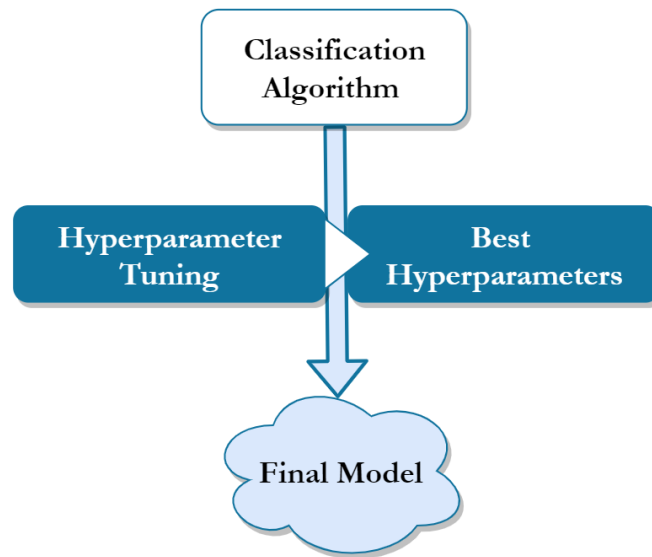 Classification
Algorithm
Hyperparameter
Tuning
Best
Hyperparameters
Final Model